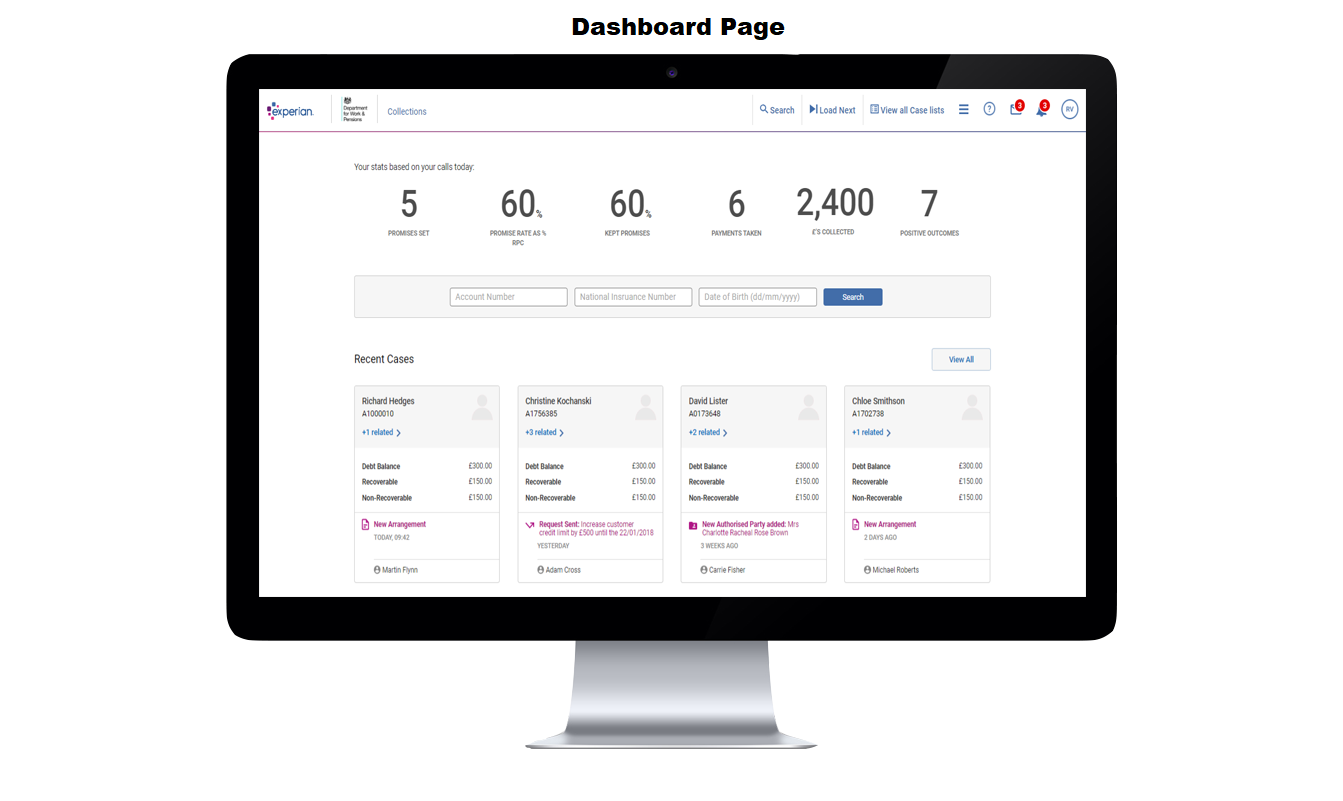 Dashboard Page
experian.
Department
for Work &
Pensions
Collections
Search
Load Next
View all Case lists
?
3
3
RV
Your stats based on your calls today:
5
60%
60%
6
2,400
7
PROMISES SET
PROMISE RATE AS %
RPC
KEPT PROMISES
PAYMENTS TAKEN
£'S COLLECTED
POSITIVE OUTCOMES
Account Number
National Insruance Number
Date of Birth (dd/mm/yyyy)
Search
Recent Cases
View All
Richard Hedges
A1000010
+1 related
Debt Balance £300.00
Recoverable £150.00
Non-Recoverable £150.00
New Arrangement
TODAY, 09:42
Martin Flynn
Christine Kochanski
A1756385
+3 related
Debt Balance £300.00
Recoverable £150.00
Non-Recoverable £150.00
Request Sent: Increase customer
credit limit by £500 until the 22/01/2018
YESTERDAY
Adam Cross
David Lister
A0173648
+2 related
Debt Balance £300.00
Recoverable £150.00
Non-Recoverable £150.00
New Authorised Party added: Mrs
Charlotte Racheal Rose Brown
3 WEEKS AGO
Carrie Fisher
Chloe Smithson
A1702738
+1 related
Debt Balance £300.00
Recoverable £150.00
Non-Recoverable £150.00
New Arrangement
2 DAYS AGO
Michael Roberts